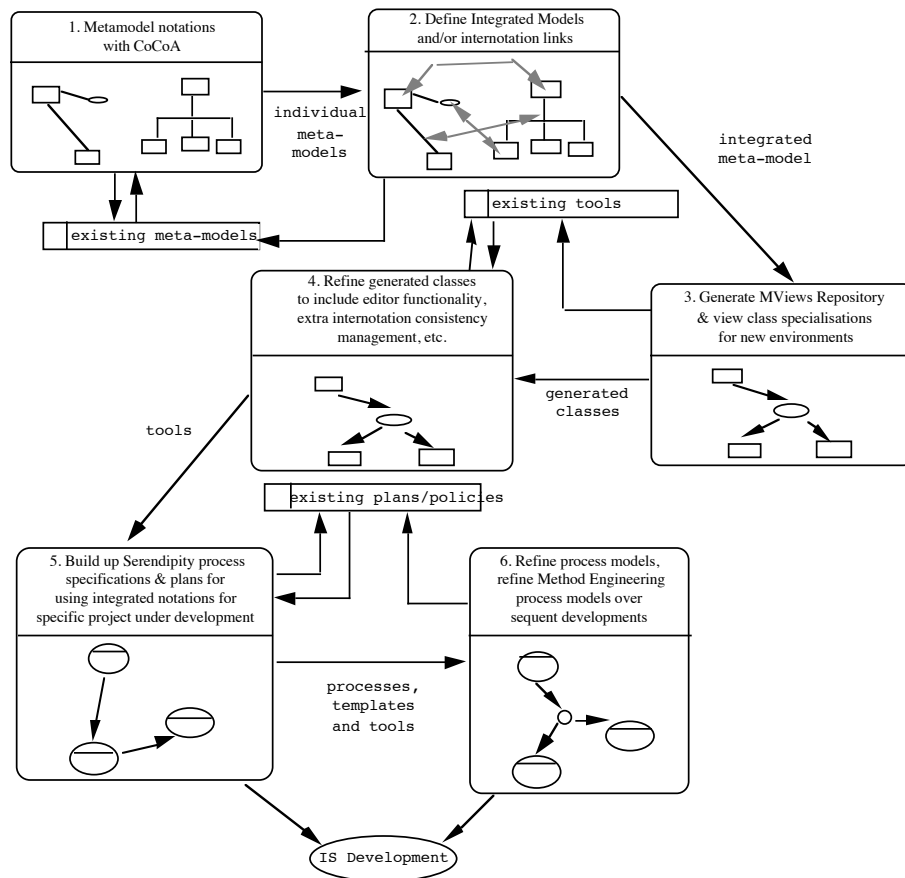 1. Metamodel notations
with CoCoA
2. Define Integrated Models
and/or internotation links
individual
meta-
models
integrated
meta-model
existing tools
existing meta-models
4. Refine generated classes
to include editor functionality,
extra internotation consistency
management, etc.
3. Generate MViews Repository
& view class specialisations
for new environments
generated
classes
tools
existing plans/policies
5. Build up Serendipity process
specifications & plans for
using integrated notations for
specific project under development
6. Refine process models,
refine Method Engineering
process models over
sequent developments
processes,
templates
and tools
IS Development